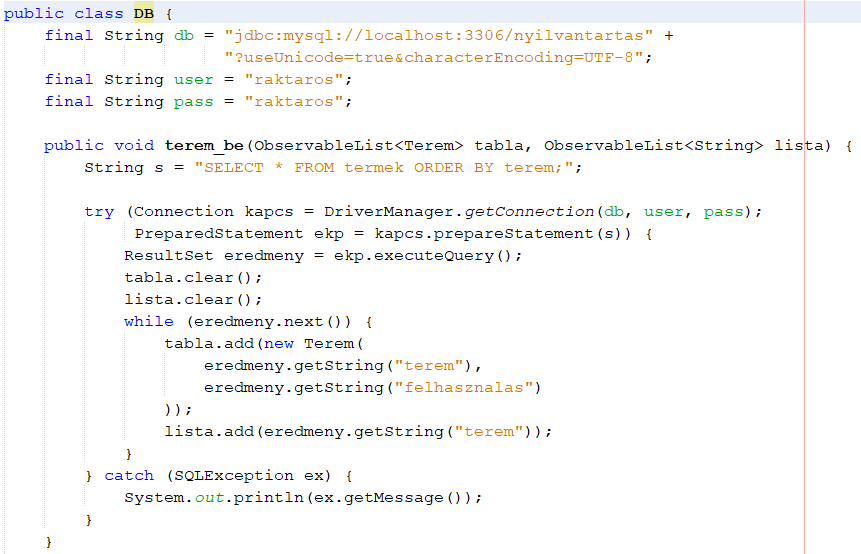 public class DB {
    final String db = "jdbc:mysql://localhost:3306/nyilvantartas" +
                      "?useUnicode=true&characterEncoding=UTF-8";
    final String user = "raktaros";
    final String pass = "raktaros";
    public void terem_be(ObservableList<Terem> tabla, ObservableList<String> lista) {
        String s = "SELECT * FROM termek ORDER BY terem;";
        try (Connection kapcs = DriverManager.getConnection(db, user, pass);
             PreparedStatement ekp = kapcs.prepareStatement(s)) {
            ResultSet eredmeny = ekp.executeQuery();
            tabla.clear();
            lista.clear();
            while (eredmeny.next()) {
                tabla.add(new Terem(
                    eredmeny.getString("terem"),
                    eredmeny.getString("felhasznalas")
                ));
                lista.add(eredmeny.getString("terem"));
            }
        } catch (SQLException ex) {
            System.out.println(ex.getMessage());
        }
    }